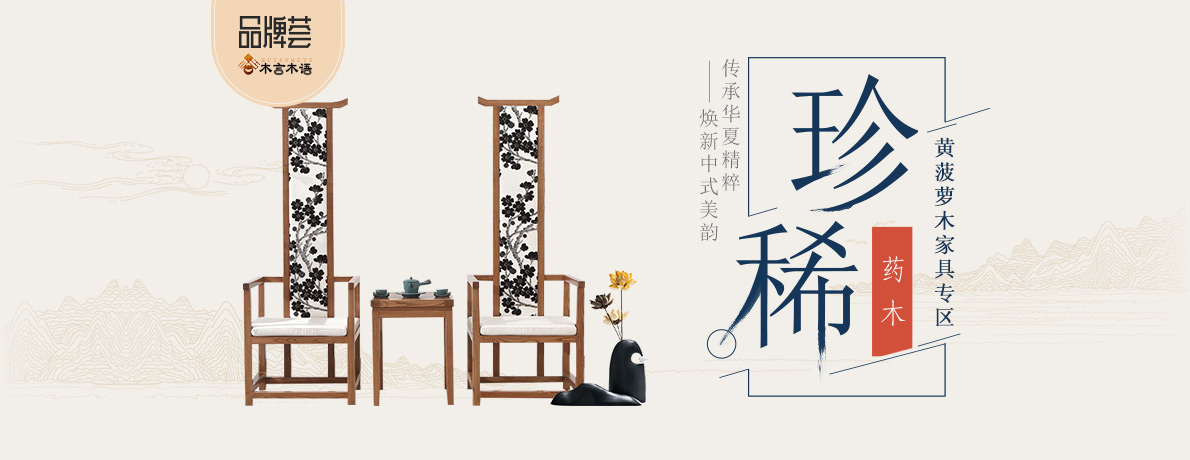 品牌荟
木言木语
传承华夏精粹
——焕新中式美韵
珍稀
药木
黄菠萝木家具专区